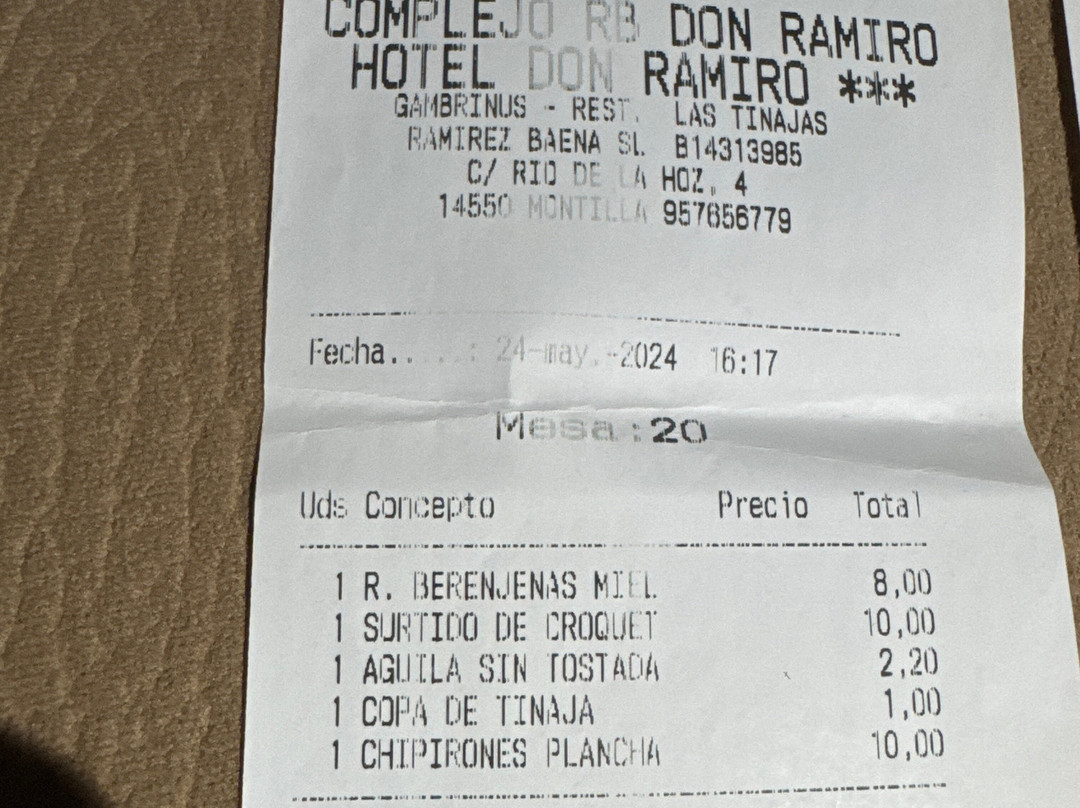 COMPLEJO RB DON RAMIRO
HOTEL DON RAMIRO ***
GAMBRINUS - REST. LAS TINAJAS
RAMIREZ BAENA SL B14313985
C/ RIO DE LA HOZ, 4
14550 MONTILLA 957656779
Fecha.....: 24-may.-2024 16:17
Mesa:20
Uds Concepto Precio Total
1 R. BERENJENAS MIEL 8,00
1 SURTIDO DE CROQUET 10,00
1 AGUILA SIN TOSTADA 2,20
1 COPA DE TINAJA 1,00
1 CHIPIRONES PLANCHA 10,00